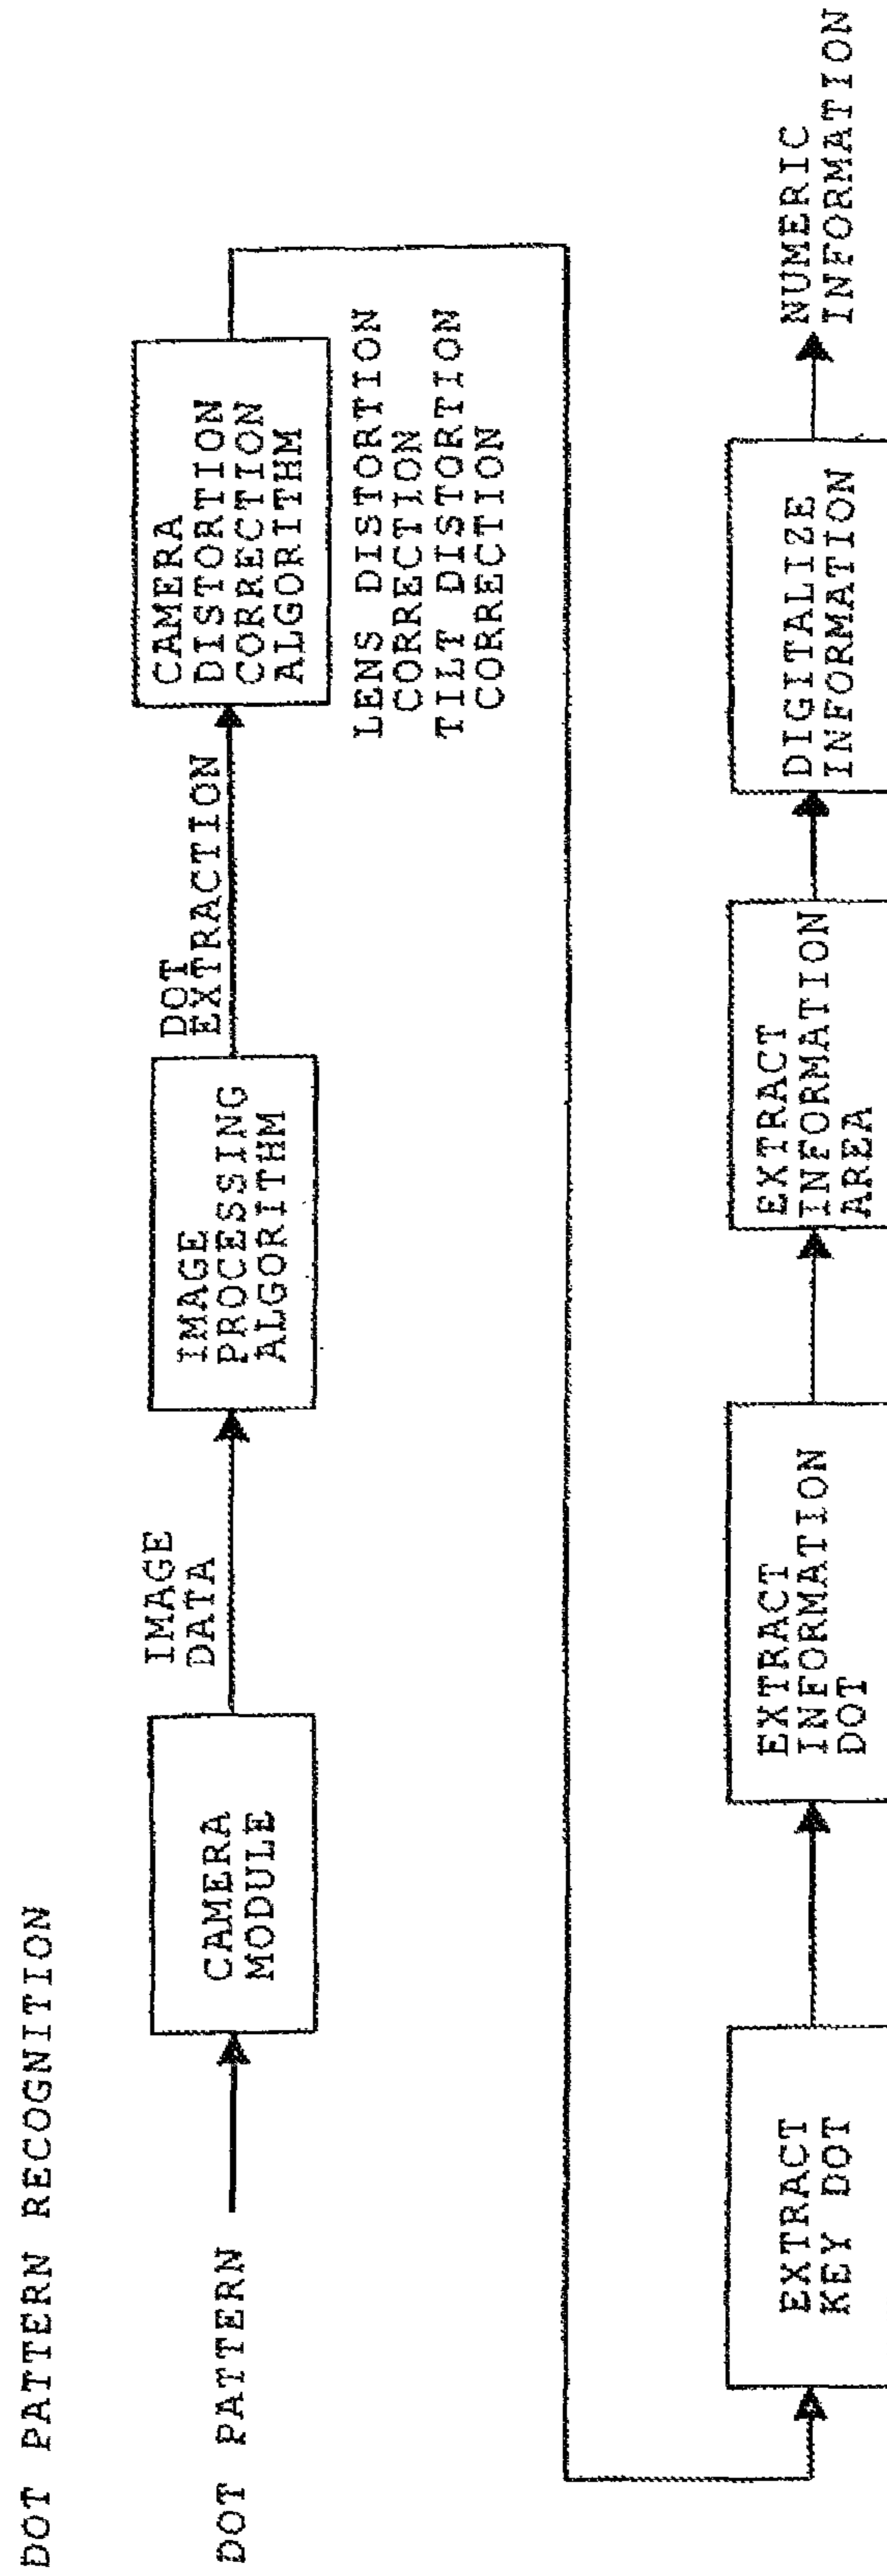 DOT PATTERN RECOGNITION
DOT PATTERN
CAMERA
MODULE
IMAGE
DATA
IMAGE
PROCESSING
ALGORITHM
DOT
EXTRACTION
CAMERA
DISTORTION
CORRECTION
ALGORITHM
LENS DISTORTION
CORRECTION
TILT DISTORTION
CORRECTION
EXTRACT
KEY DOT
EXTRACT
INFORMATION
DOT
EXTRACT
INFORMATION
AREA
DIGITALIZE
INFORMATION
NUMERIC
INFORMATION